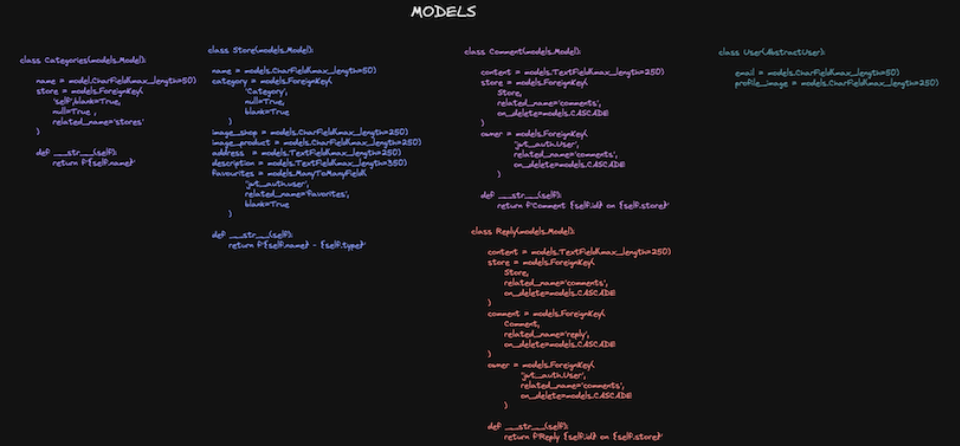 MODELS
class Categories(models.Model):
name = model.CharField(max_length=50)
store = models.ForeignKey(
'self',blank=True,
null=True ,
related_name='stores'
)
def __str__(self):
return f'{self.name}'
class Store(models.Model):
name = models.CharField(max_length=50)
category = models.ForeignKey(
'Category',
null=True,
blank=True
)
image_shop = models.CharField(max_length=250)
image_product = models.CharField(max_length=250)
address = models.TextField(max_length=250)
description = models.TextField(max_length=350)
favourites = models.ManyToManyField(
'jwt_auth.user',
related_name='favorites',
blank=True
)
def __str__(self):
return f'{self.name} - {self.type}'
class Comment(models.Model):
content = models.TextField(max_length=250)
store = models.ForeignKey(
Store,
related_name='comments',
on_delete=models.CASCADE
)
owner = models.ForeignKey(
'jwt_auth.User',
related_name='comments',
on_delete=models.CASCADE
)
def __str__(self):
return f'Comment {self.id} on {self.store}'
class Reply(models.Model):
content = models.TextField(max_length=250)
store = models.ForeignKey(
Store,
related_name='comments',
on_delete=models.CASCADE
)
comment = models.ForeignKey(
Comment,
related_name='reply',
on_delete=models.CASCADE
)
owner = models.ForeignKey(
'jwt_auth.User',
related_name='comments',
on_delete=models.CASCADE
)
def __str__(self):
return f'Reply {self.id} on {self.store}'
class User(AbstractUser):
email = models.CharField(max_length=50)
profile_image = models.CharField(max_length=250)